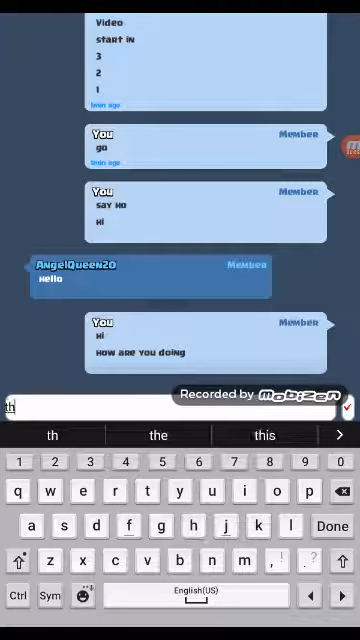 Video
start in
3
2
1
1min ago
You
Member
go
1min ago
You
Member
say ho
Hi
AngelQueen20
Member
Hello
You
Member
Hi
How are you doing
Recorded by mobizen
th
th the this
1 2 3 4 5 6 7 8 9 0
q w e r t y u i o p
a s d f g h j k l Done
z x c v b n m , ! . ?
Ctrl Sym English(US)